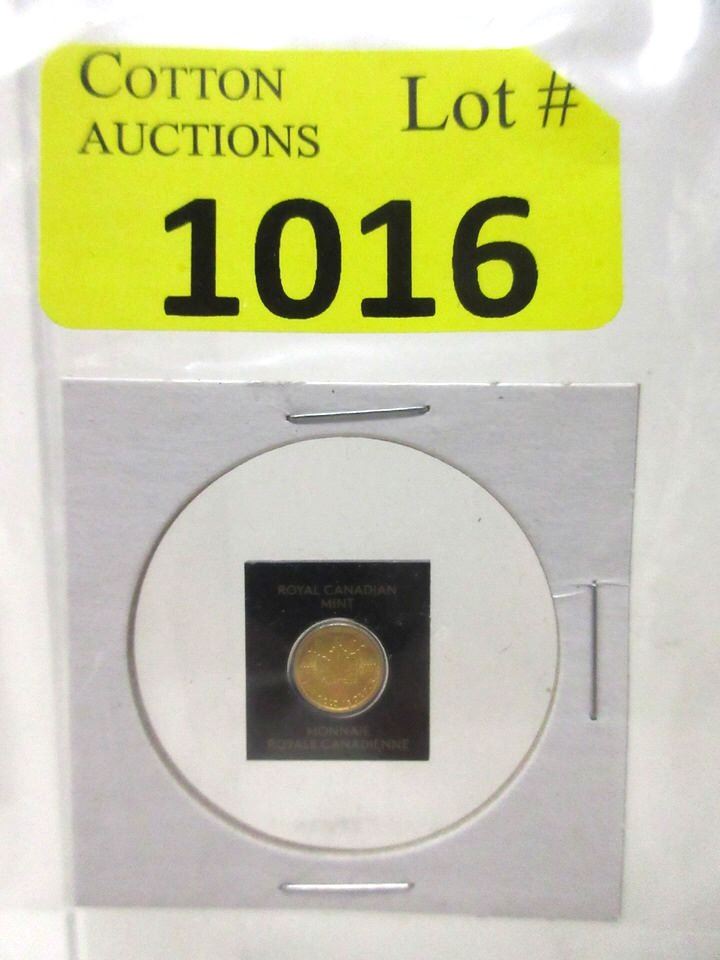 COTTON
AUCTIONS
Lot #
1016
ROYAL CANADIAN
MINT
MONNAIE
ROYALE CANADIENNE